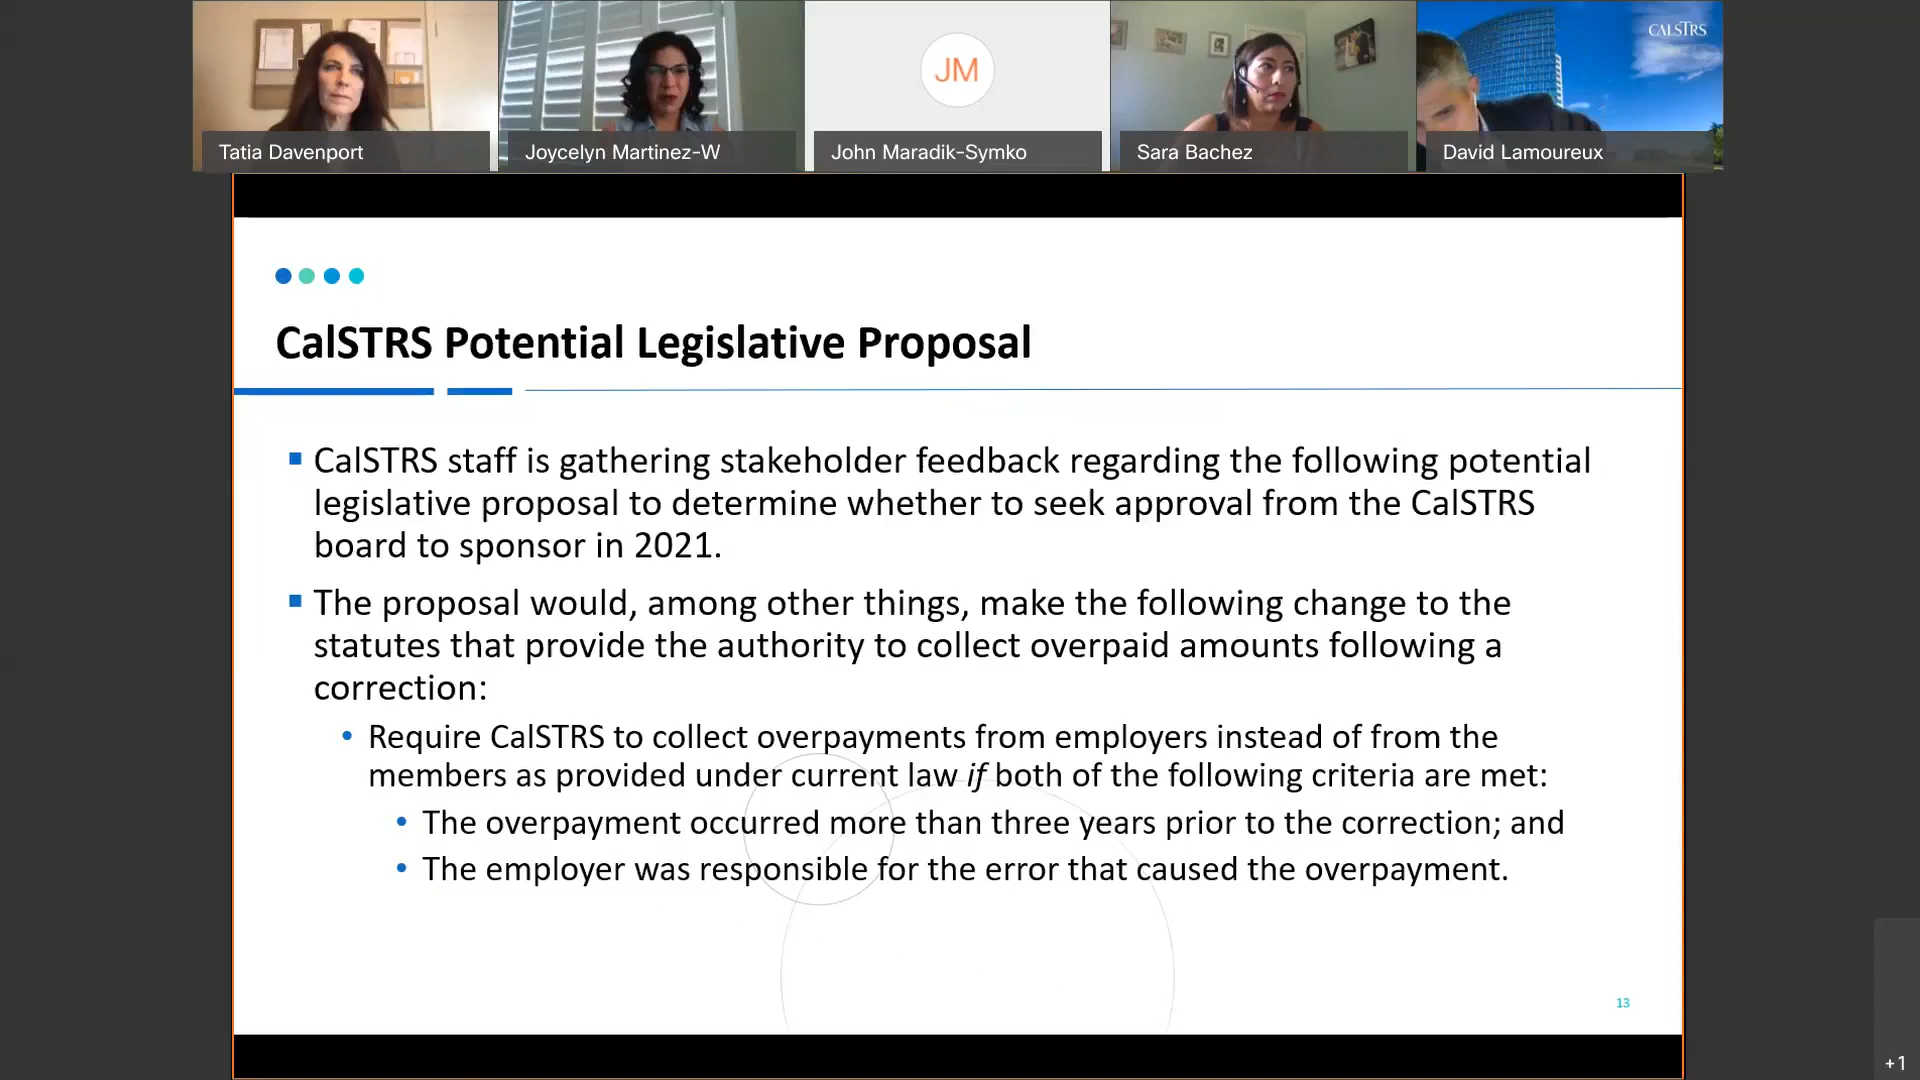 CALSTRS
JM
Tatia Davenport
Joycelyn Martinez-W
John Maradik-Symko
Sara Bachez
David Lamoureux
CalSTRS Potential Legislative Proposal
CalSTRS staff is gathering stakeholder feedback regarding the following potential
legislative proposal to determine whether to seek approval from the CalSTRS
board to sponsor in 2021.
The proposal would, among other things, make the following change to the
statutes that provide the authority to collect overpaid amounts following a
correction:
Require CalSTRS to collect overpayments from employers instead of from the
members as provided under current law if both of the following criteria are met:
The overpayment occurred more than three years prior to the correction; and
The employer was responsible for the error that caused the overpayment.
13
+1